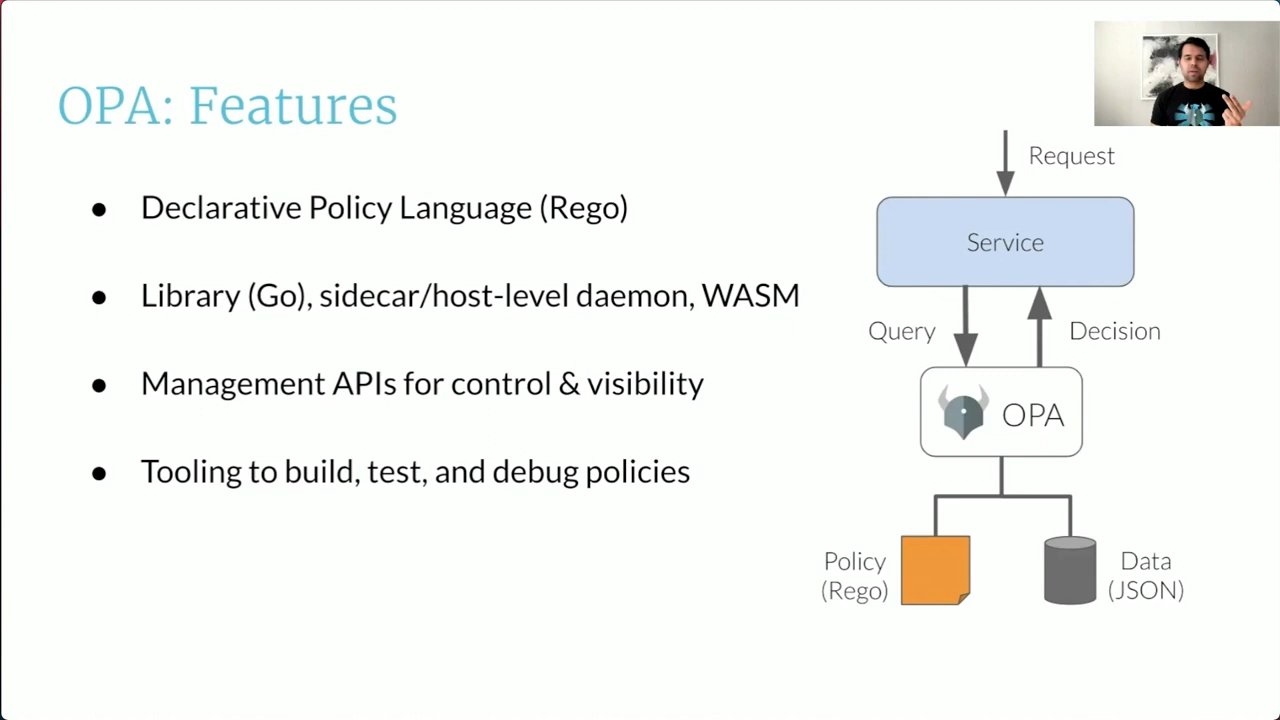 OPA: Features
Declarative Policy Language (Rego)
Library (Go), sidecar/host-level daemon, WASM
Management APIs for control & visibility
Tooling to build, test, and debug policies
Request
Service
Query
Decision
OPA
Policy
(Rego)
Data
(JSON)